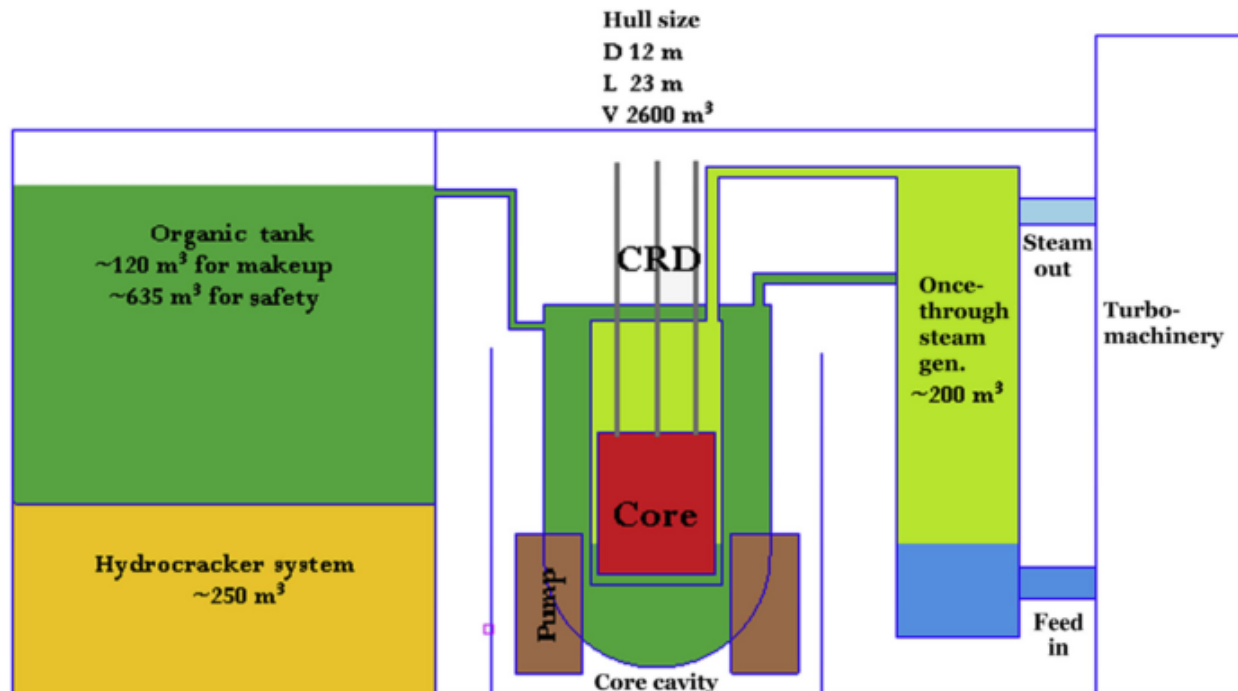 Hull size
D 12 m
L 23 m
V 2600 m³
Organic tank
~120 m³ for makeup
~635 m³ for safety
Hydrocracker system
~250 m³
CRD
Core
Pump
Core cavity
Once-
through
steam
gen.
~200 m³
Steam
out
Feed
in
Turbo-
machinery